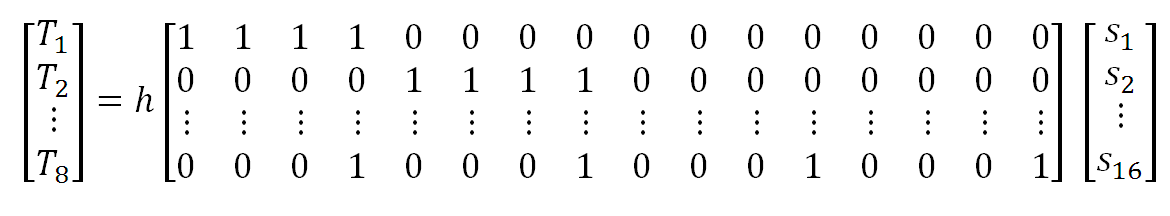 [T₁ T₂ ⋮ T₈] = h [1 1 1 1 0 0 0 0 0 0 0 0 0 0 0 0
0 0 0 0 1 1 1 1 0 0 0 0 0 0 0 0
⋮ ⋮ ⋮ ⋮ ⋮ ⋮ ⋮ ⋮ ⋮ ⋮ ⋮ ⋮ ⋮ ⋮ ⋮ ⋮
0 0 0 1 0 0 0 1 0 0 0 1 0 0 0 1] [s₁ s₂ ⋮ s₁₆]